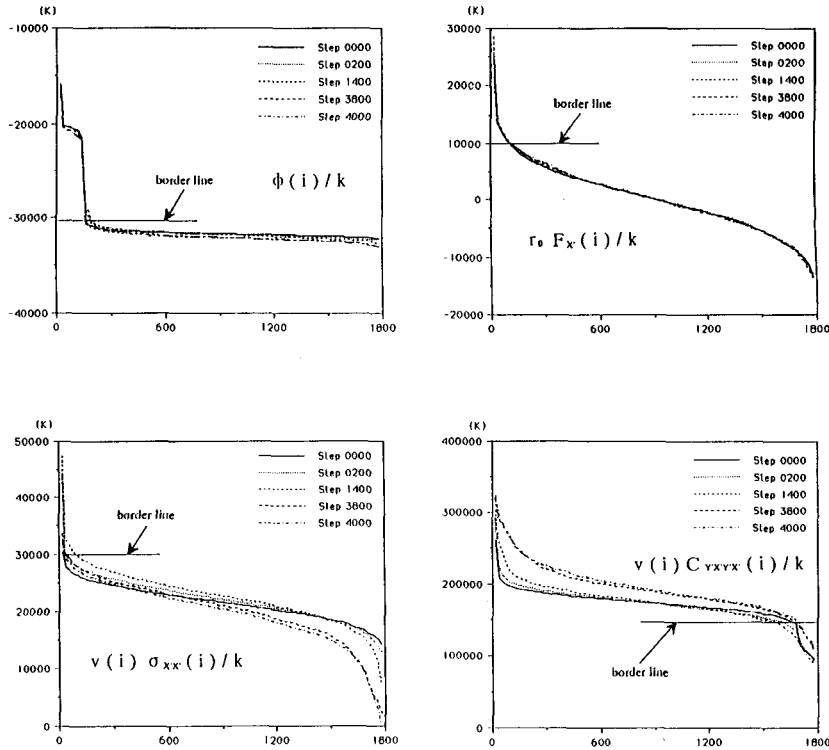 (K)
-10000
-20000
-30000
-40000
0
600
1200
1800
Step 0000
Step 0200
Step 1400
Step 3800
Step 4000
border line
ϕ(i)/k
(K)
30000
20000
10000
0
-10000
-20000
0
600
1200
1800
Step 0000
Step 0200
Step 1400
Step 3800
Step 4000
border line
r₀ Fx'(i)/k
(K)
50000
40000
30000
20000
10000
0
0
600
1200
1800
Step 0000
Step 0200
Step 1400
Step 3800
Step 4000
border line
v(i) σx'x'(i)/k
(K)
400000
300000
200000
100000
0
0
600
1200
1800
Step 0000
Step 0200
Step 1400
Step 3800
Step 4000
v(i)Cy'x'y'x'(i)/k
border line